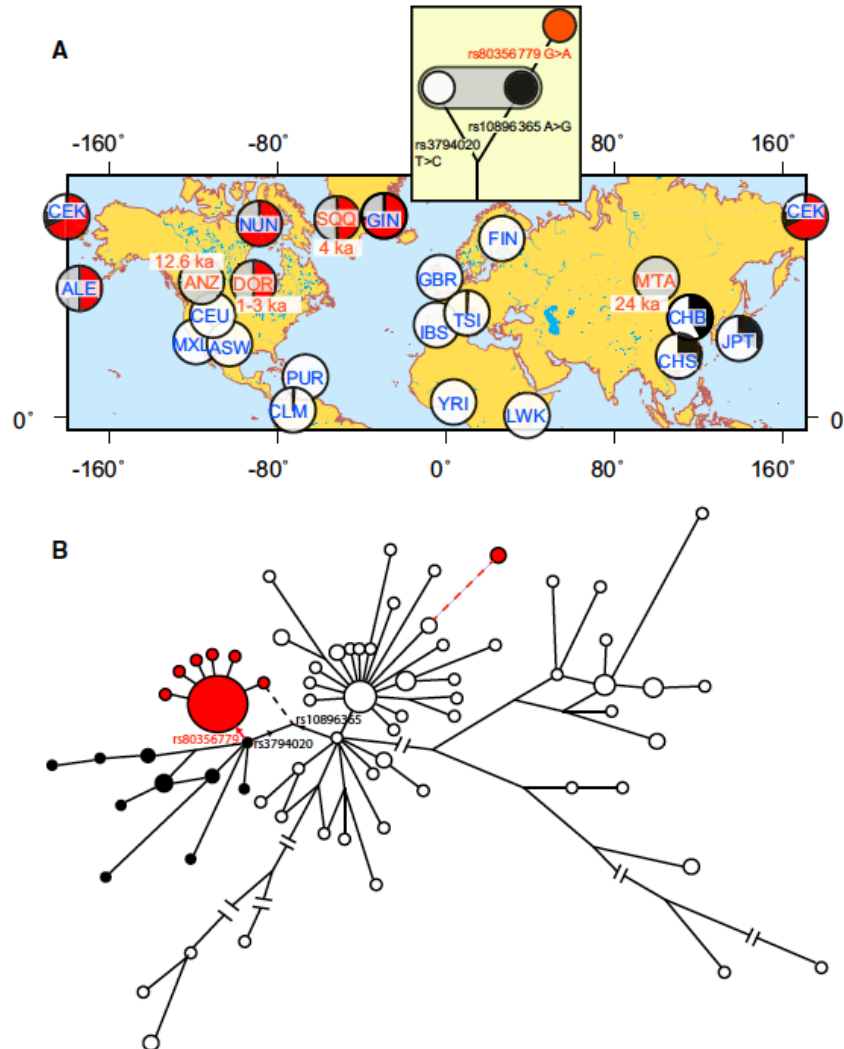 A
rs80356779 G>A
rs10896365 A>G
rs3794020
T>C
-160˚
-80˚
80˚
160˚
CEK
NUN
SQQ
GIN
FIN
CEK
4 ka
12.6 ka
ALE
ANZ
DOR
1-3 ka
GBR
M'TA
24 ka
CEU
IBS
TSI
CHB
JPT
MXL
ASW
CHS
PUR
CLM
YRI
LWK
0˚
0
-160˚
-80˚
0˚
80˚
160˚
B
rs10896365
rs80356779
rs3794020